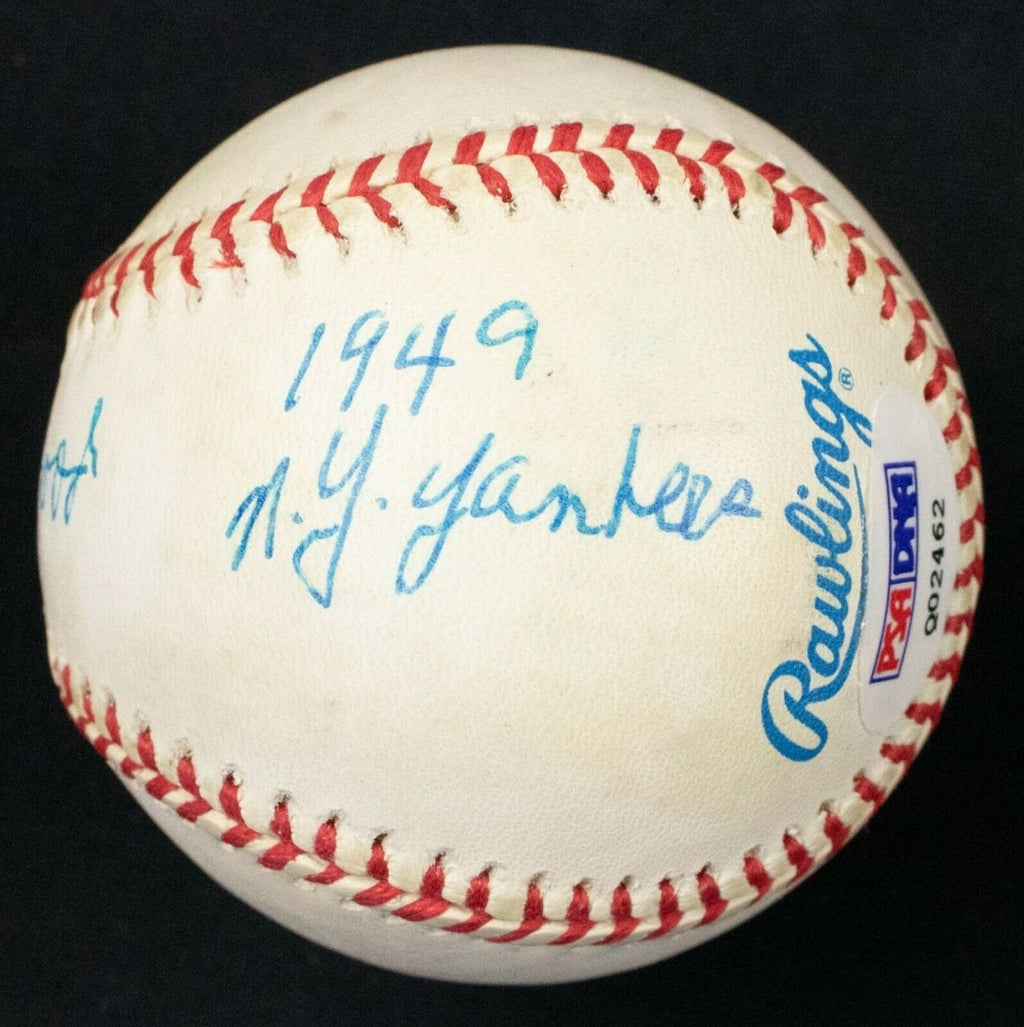 1949
N.Y. Yankees
Rawlings ®
PSA DNA
Q02462